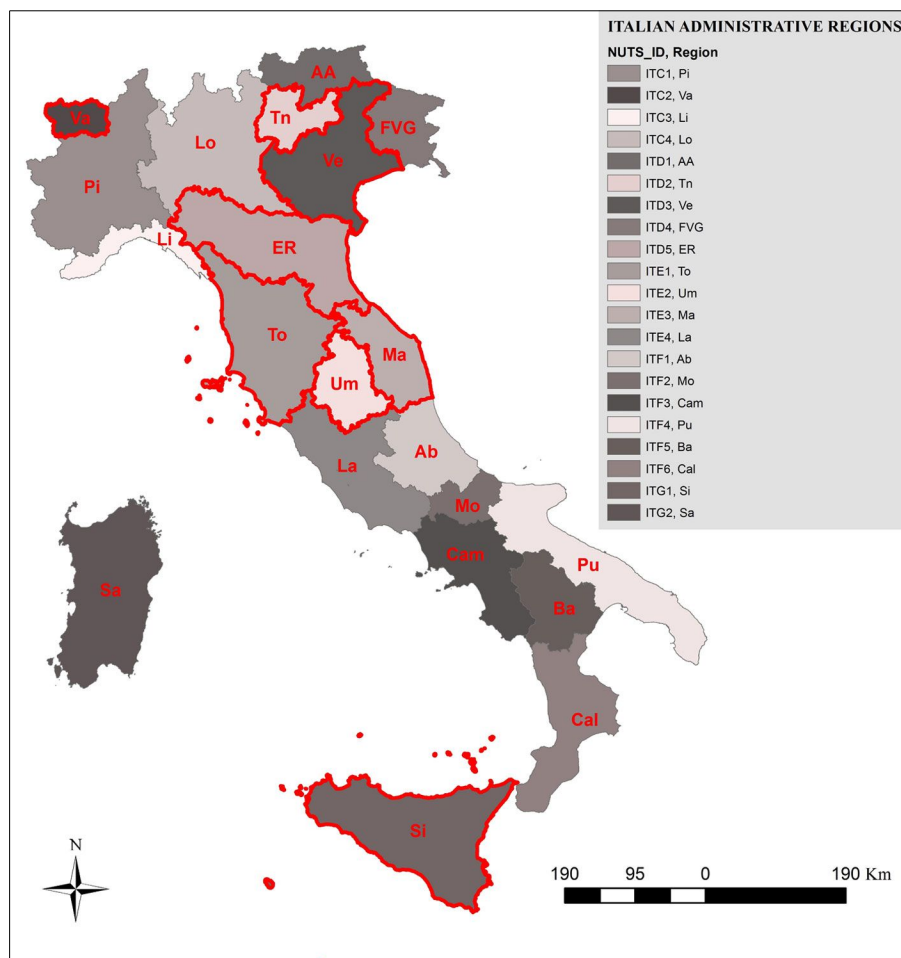 ITALIAN ADMINISTRATIVE REGIONS
NUTS_ID, Region
ITC1, Pi
ITC2, Va
ITC3, Li
ITC4, Lo
ITD1, AA
ITD2, Tn
ITD3, Ve
ITD4, FVG
ITD5, ER
ITE1, To
ITE2, Um
ITE3, Ma
ITE4, La
ITF1, Ab
ITF2, Mo
ITF3, Cam
ITF4, Pu
ITF5, Ba
ITF6, Cal
ITG1, Si
ITG2, Sa
AA
Va
Tn
FVG
Lo
Ve
Pi
Li
ER
To
Ma
Um
Ab
La
Mo
Cam
Pu
Sa
Ba
Cal
Si
N
190 95 0 190 Km